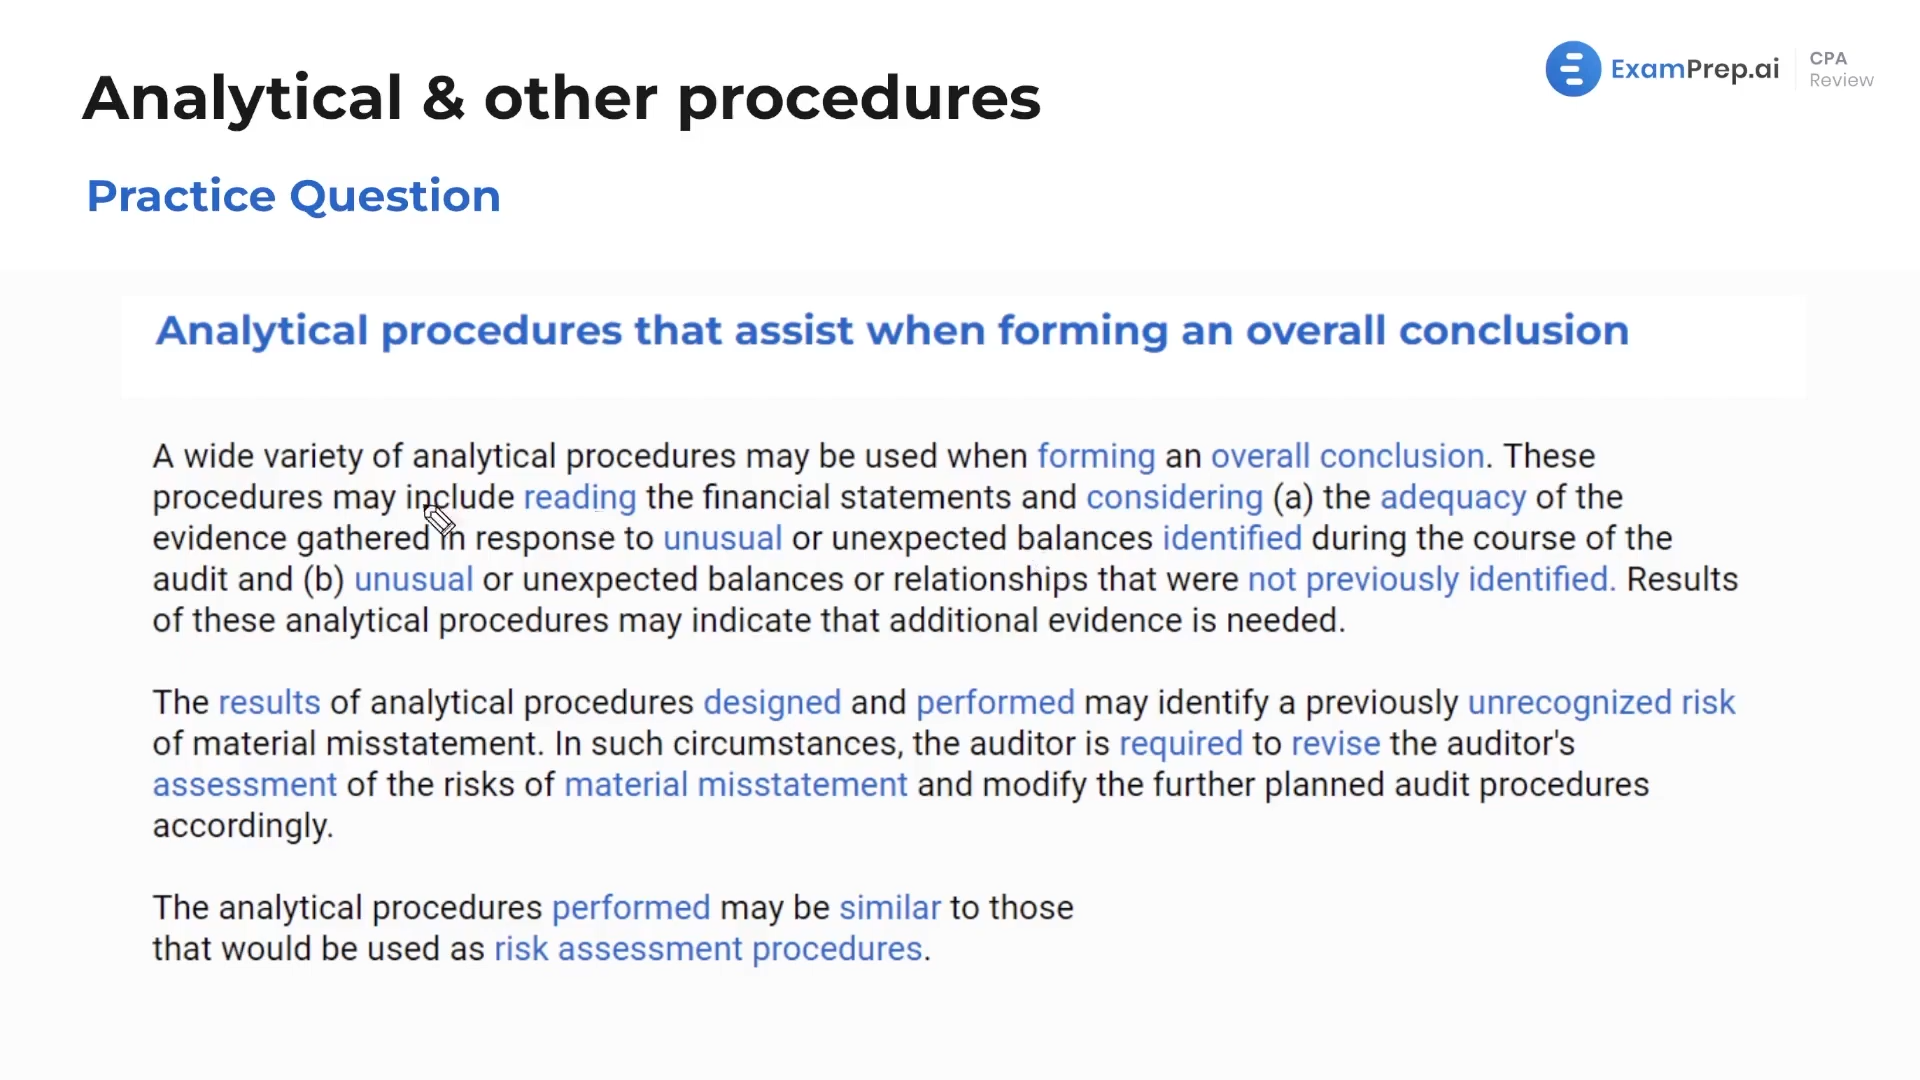 Analytical & other procedures
ExamPrep.ai
CPA
Review
Practice Question
Analytical procedures that assist when forming an overall conclusion
A wide variety of analytical procedures may be used when forming an overall conclusion. These
procedures may include reading the financial statements and considering (a) the adequacy of the
evidence gathered in response to unusual or unexpected balances identified during the course of the
audit and (b) unusual or unexpected balances or relationships that were not previously identified. Results
of these analytical procedures may indicate that additional evidence is needed.
The results of analytical procedures designed and performed may identify a previously unrecognized risk
of material misstatement. In such circumstances, the auditor is required to revise the auditor's
assessment of the risks of material misstatement and modify the further planned audit procedures
accordingly.
The analytical procedures performed may be similar to those
that would be used as risk assessment procedures.